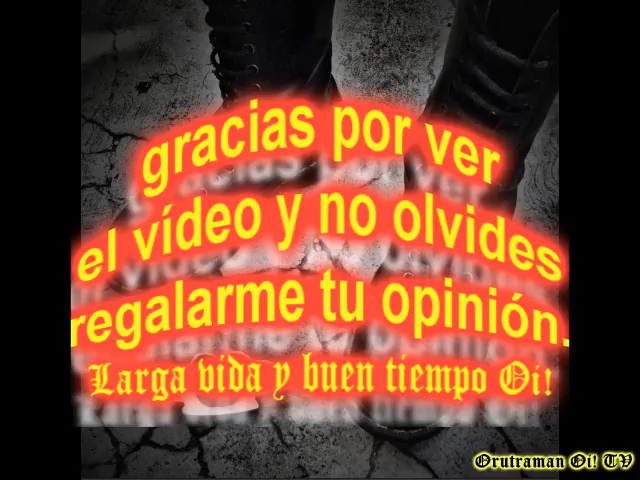 gracias por ver
el vídeo y no olvides
regalarme tu opinión.
Larga vida y buen tiempo Oi!
Orutraman Oi! TV